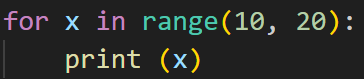 for x in range(10, 20):
    print (x)